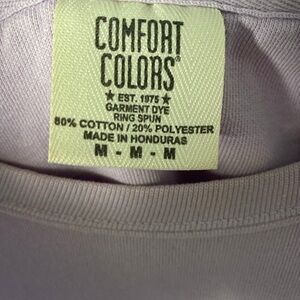 COMFORT
COLORS®
★ EST. 1975 ★
GARMENT DYE
RING SPUN
80% COTTON / 20% POLYESTER
MADE IN HONDURAS
M - M - M